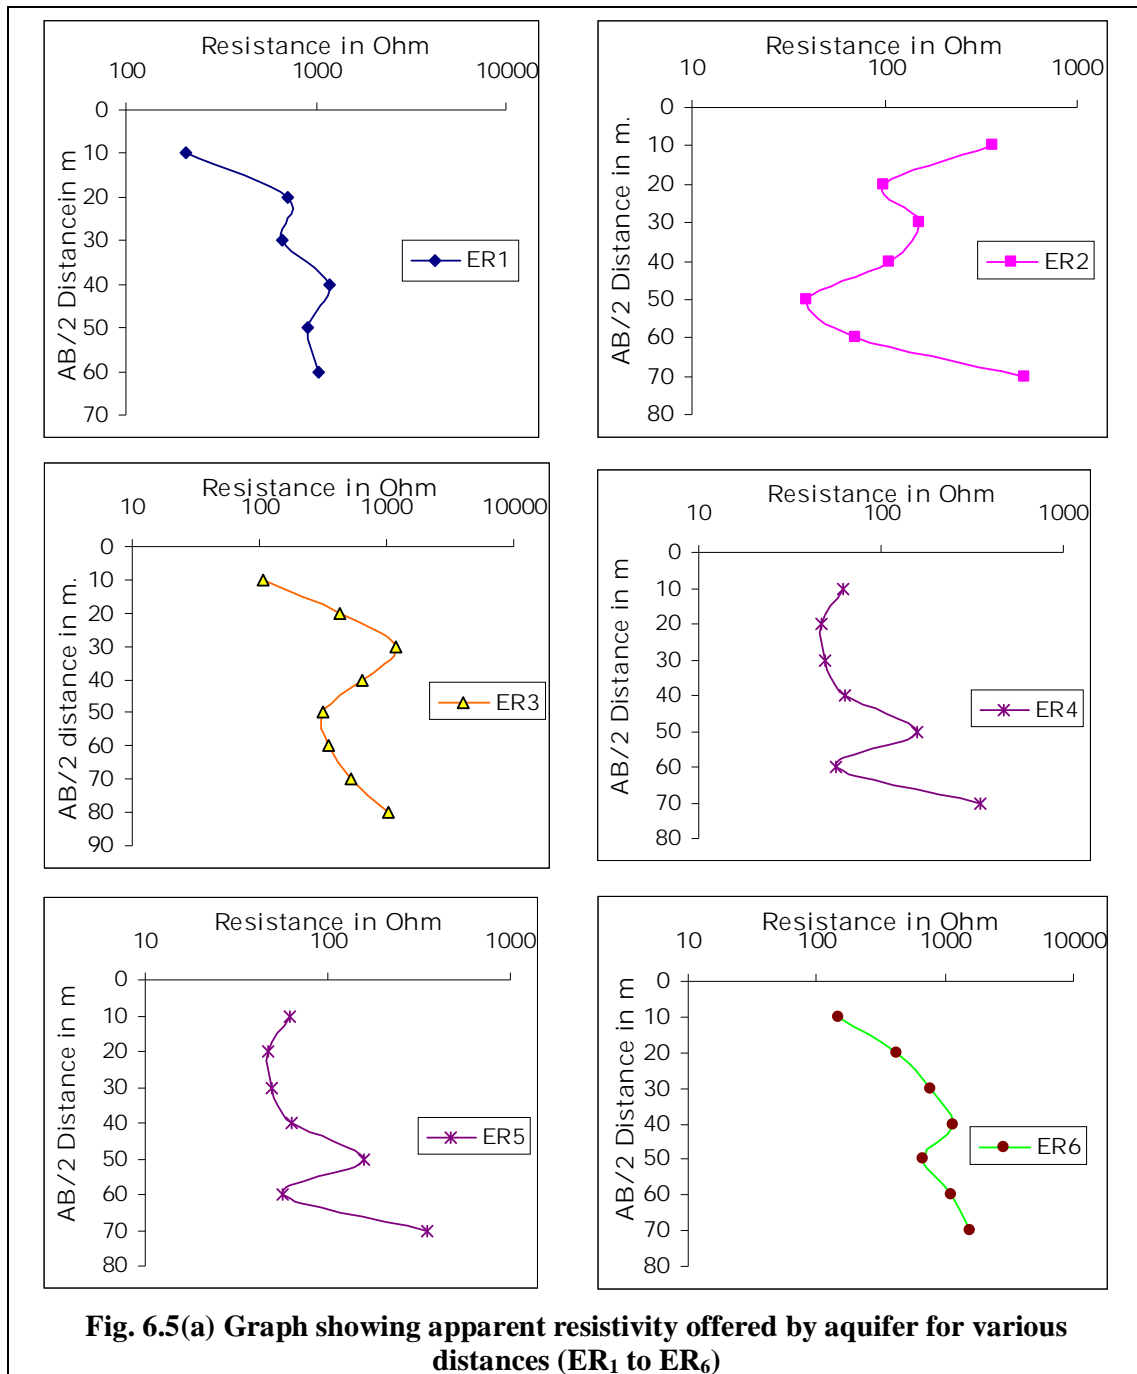 Resistance in Ohm
100 1000 10000
0
10
20
30
40
50
60
70
AB/2 Distancein m
ER1
Resistance in Ohm
10 100 1000
0
10
20
30
40
50
60
70
80
AB/2 Distance in m.
ER2
Resistance in Ohm
10 100 1000 10000
0
10
20
30
40
50
60
70
80
90
AB/2 distance in m.
ER3
Resistance in Ohm
10 100 1000
0
10
20
30
40
50
60
70
80
AB/2 Distance in m
ER4
Resistance in Ohm
10 100 1000
0
10
20
30
40
50
60
70
80
AB/2 Distance in m
ER5
Resistance in Ohm
10 100 1000 10000
0
10
20
30
40
50
60
70
80
AB/2 Distance in m
ER6
Fig. 6.5(a) Graph showing apparent resistivity offered by aquifer for various
distances (ER₁ to ER₆)